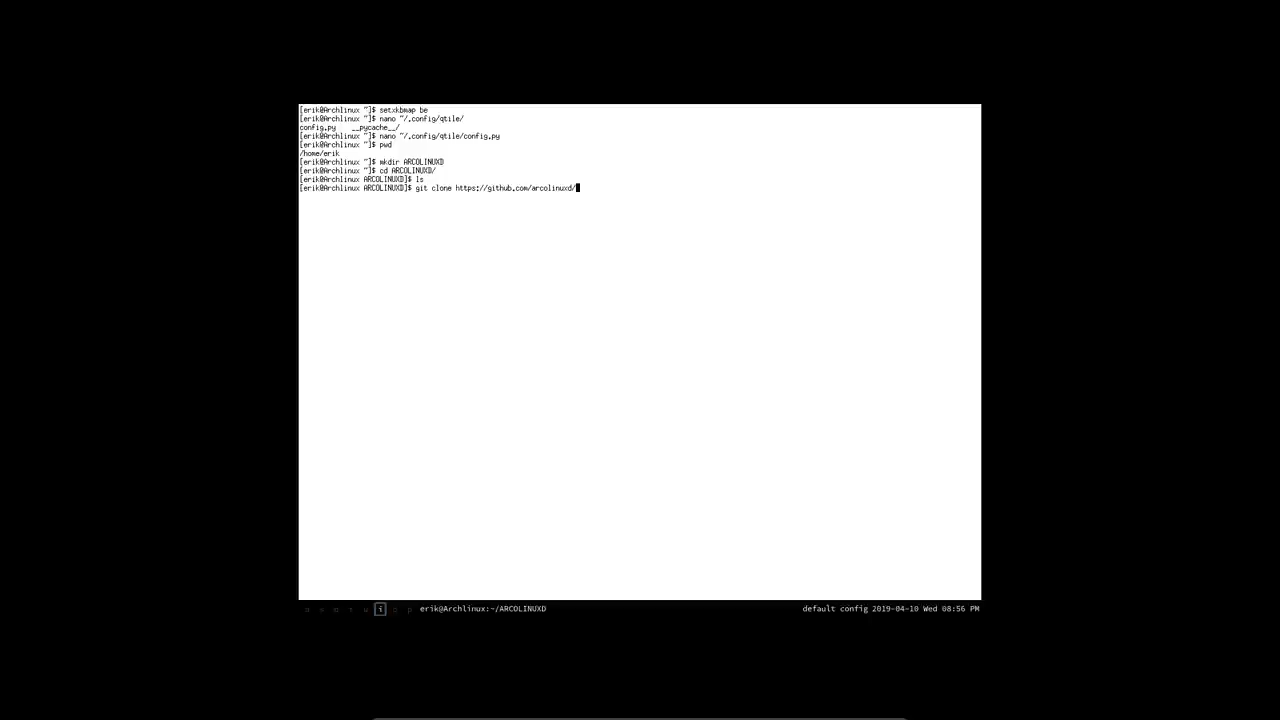 [erik@Archlinux ~]$ setxkbmap be
[erik@Archlinux ~]$ nano ~/.config/qtile/
config.py    __pycache__/
[erik@Archlinux ~]$ nano ~/.config/qtile/config.py
[erik@Archlinux ~]$ pwd
/home/erik
[erik@Archlinux ~]$ mkdir ARCOLINUXD
[erik@Archlinux ~]$ cd ARCOLINUXD/
[erik@Archlinux ARCOLINUXD]$ ls
[erik@Archlinux ARCOLINUXD]$ git clone https://github.com/arcolinuxd/
i erik@Archlinux:~/ARCOLINUXD default config 2019-04-10 Wed 08:56 PM